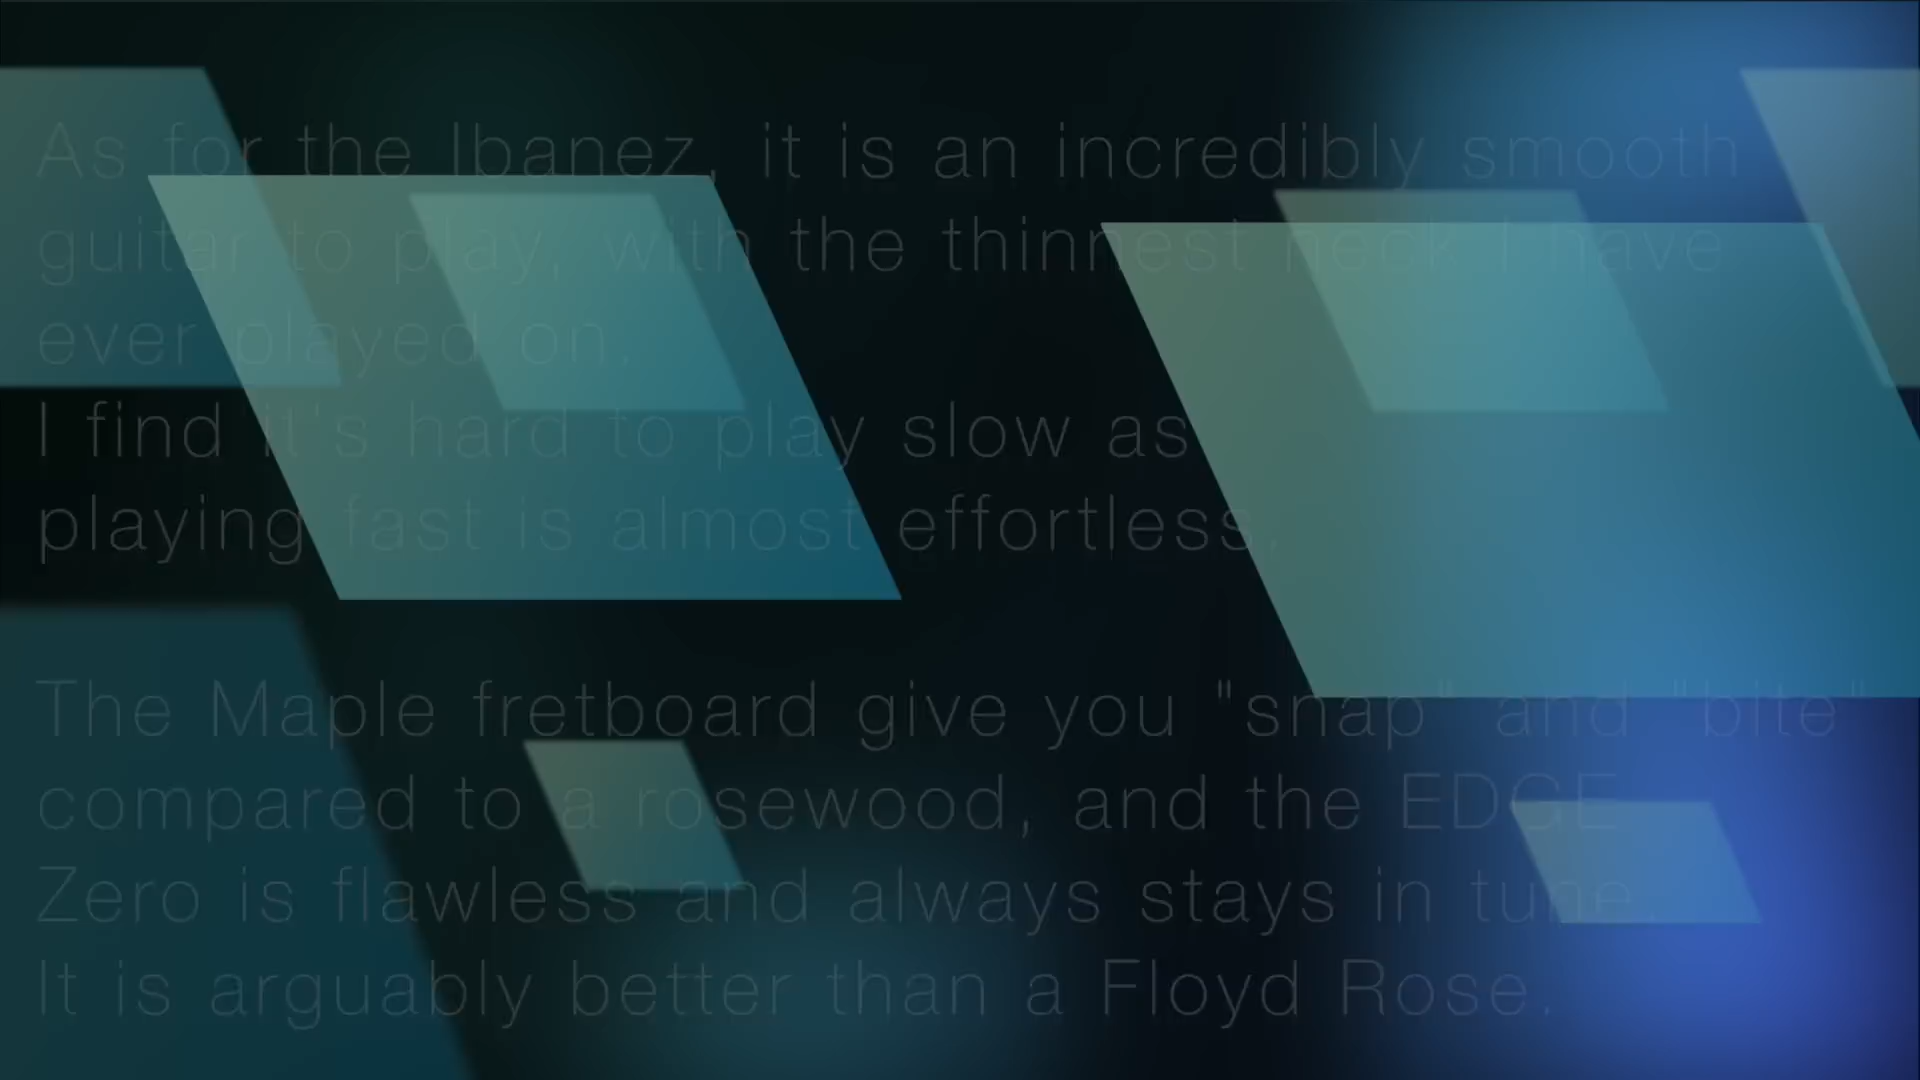 As for the Ibanez, it is an incredibly smooth
guitar to play, with the thinnest neck I have
ever played on.
I find it's hard to play slow as
playing fast is almost effortless.
The Maple fretboard give you "snap" and "bite"
compared to a rosewood, and the EDGE
Zero is flawless and always stays in tune.
It is arguably better than a Floyd Rose.